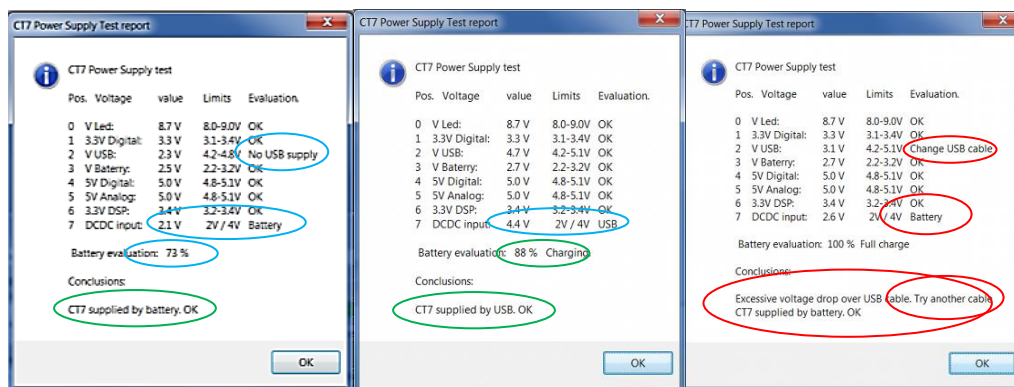 CT7 Power Supply Test report
CT7 Power Supply test
Pos. Voltage value Limits Evaluation.
0 V Led: 8.7 V 8.0-9.0V OK
1 3.3V Digital: 3.3 V 3.1-3.4V OK
2 V USB: 2.3 V 4.2-4.8V No USB supply
3 V Baterry: 2.5 V 2.2-3.2V OK
4 5V Digital: 5.0 V 4.8-5.1V OK
5 5V Analog: 5.0 V 4.8-5.1V OK
6 3.3V DSP: 3.4 V 3.2-3.4V OK
7 DCDC input: 2.1 V 2V / 4V Battery
Battery evaluation: 73 %
Conclusions:
CT7 supplied by battery. OK
OK
CT7 Power Supply Test report
CT7 Power Supply test
Pos. Voltage value Limits Evaluation.
0 V Led: 8.7 V 8.0-9.0V OK
1 3.3V Digital: 3.3 V 3.1-3.4V OK
2 V USB: 4.7 V 4.2-5.1V OK
3 V Baterry: 2.7 V 2.2-3.2V OK
4 5V Digital: 5.0 V 4.8-5.1V OK
5 5V Analog: 5.0 V 4.8-5.1V OK
6 3.3V DSP: 3.4 V 3.2-3.4V OK
7 DCDC input: 4.4 V 2V / 4V USB
Battery evaluation: 88 % Charging
Conclusions:
CT7 supplied by USB. OK
OK
CT7 Power Supply Test report
CT7 Power Supply test
Pos. Voltage value Limits Evaluation.
0 V Led: 8.7 V 8.0-9.0V OK
1 3.3V Digital: 3.3 V 3.1-3.4V OK
2 V USB: 3.1 V 4.2-5.1V Change USB cable
3 V Baterry: 2.7 V 2.2-3.2V OK
4 5V Digital: 5.0 V 4.8-5.1V OK
5 5V Analog: 5.0 V 4.8-5.1V OK
6 3.3V DSP: 3.4 V 3.2-3.4V OK
7 DCDC input: 2.6 V 2V / 4V Battery
Battery evaluation: 100 % Full charge
Conclusions:
Excessive voltage drop over USB cable. Try another cable
CT7 supplied by battery. OK
OK